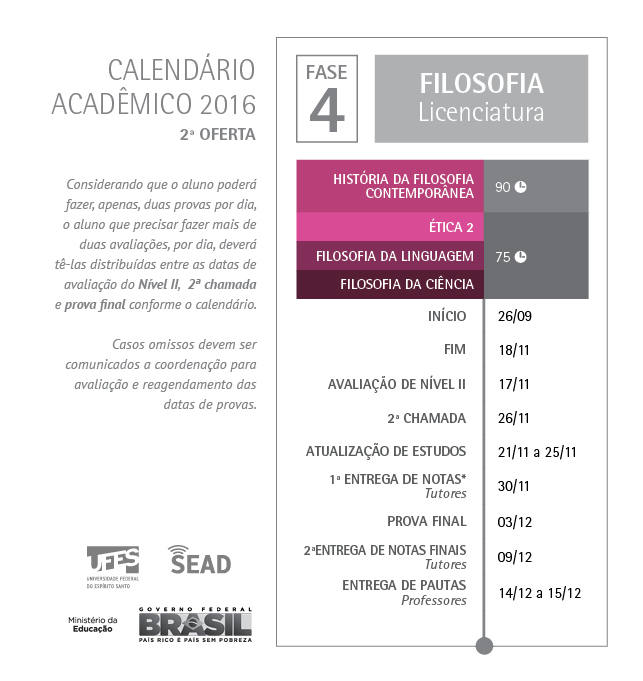 CALENDÁRIO
ACADÊMICO 2016
2ª OFERTA
Considerando que o aluno poderá
fazer, apenas, duas provas por dia,
o aluno que precisar fazer mais de
duas avaliações, por dia, deverá
tê-las distribuídas entre as datas de
avaliação do Nível II, 2ª chamada
e prova final conforme o calendário.
Casos omissos devem ser
comunicados a coordenação para
avaliação e reagendamento das
datas de provas.
UFES
UNIVERSIDADE FEDERAL
DO ESPÍRITO SANTO
SEAD
Ministério da
Educação
GOVERNO FEDERAL
BRASIL
PAÍS RICO É PAÍS SEM POBREZA
FASE
4
FILOSOFIA
Licenciatura
HISTÓRIA DA FILOSOFIA
CONTEMPORÂNEA
90
ÉTICA 2
FILOSOFIA DA LINGUAGEM
75
FILOSOFIA DA CIÊNCIA
INÍCIO 26/09
FIM 18/11
AVALIAÇÃO DE NÍVEL II 17/11
2ª CHAMADA 26/11
ATUALIZAÇÃO DE ESTUDOS 21/11 a 25/11
1ª ENTREGA DE NOTAS* 30/11
Tutores
PROVA FINAL 03/12
2ªENTREGA DE NOTAS FINAIS 09/12
Tutores
ENTREGA DE PAUTAS 14/12 a 15/12
Professores